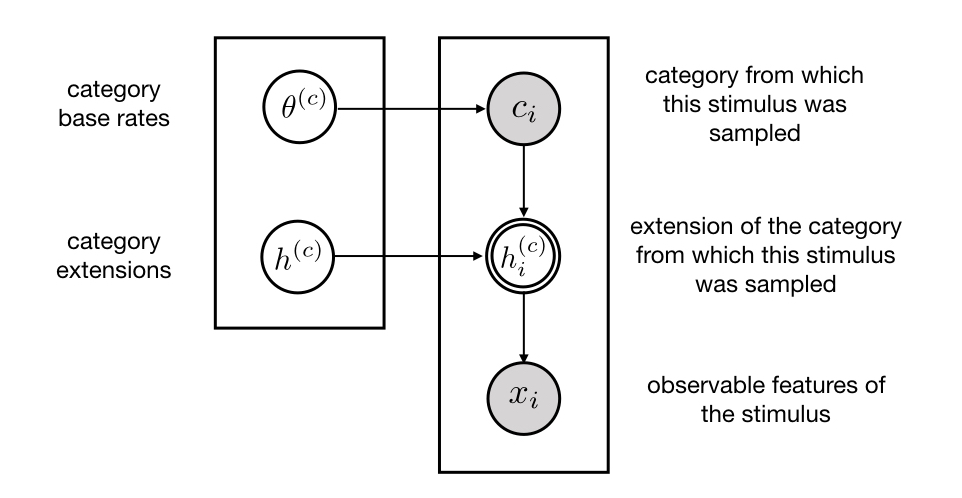 category
base rates
θ^(c)
c_i
category from which
this stimulus was
sampled
category
extensions
h^(c)
h_i^(c)
extension of the category
from which this stimulus
was sampled
x_i
observable features of
the stimulus